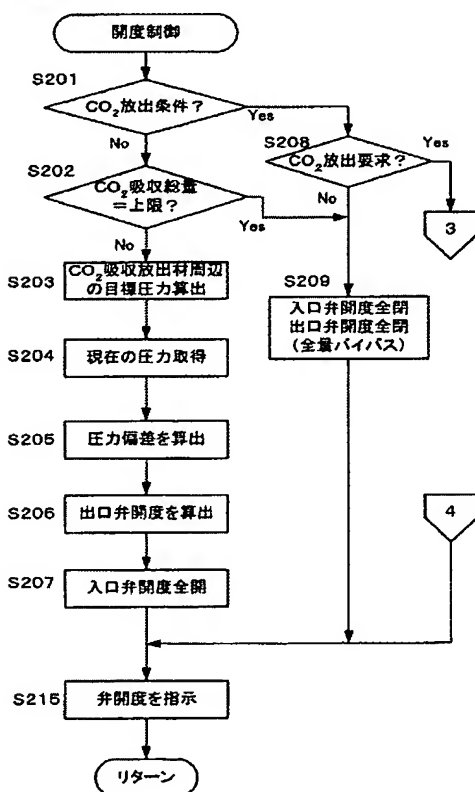 開度制御
S201
CO₂放出条件？
Yes
No
S208
CO₂放出要求？
Yes
No
3
S202
CO₂吸収総量
＝上限？
Yes
No
S203
CO₂吸収放出材周辺
の目標圧力算出
S209
入口弁開度全閉
出口弁開度全閉
(全量バイパス)
S204
現在の圧力取得
S205
圧力偏差を算出
S206
出口弁開度を算出
4
S207
入口弁開度全開
S215
弁開度を指示
リターン